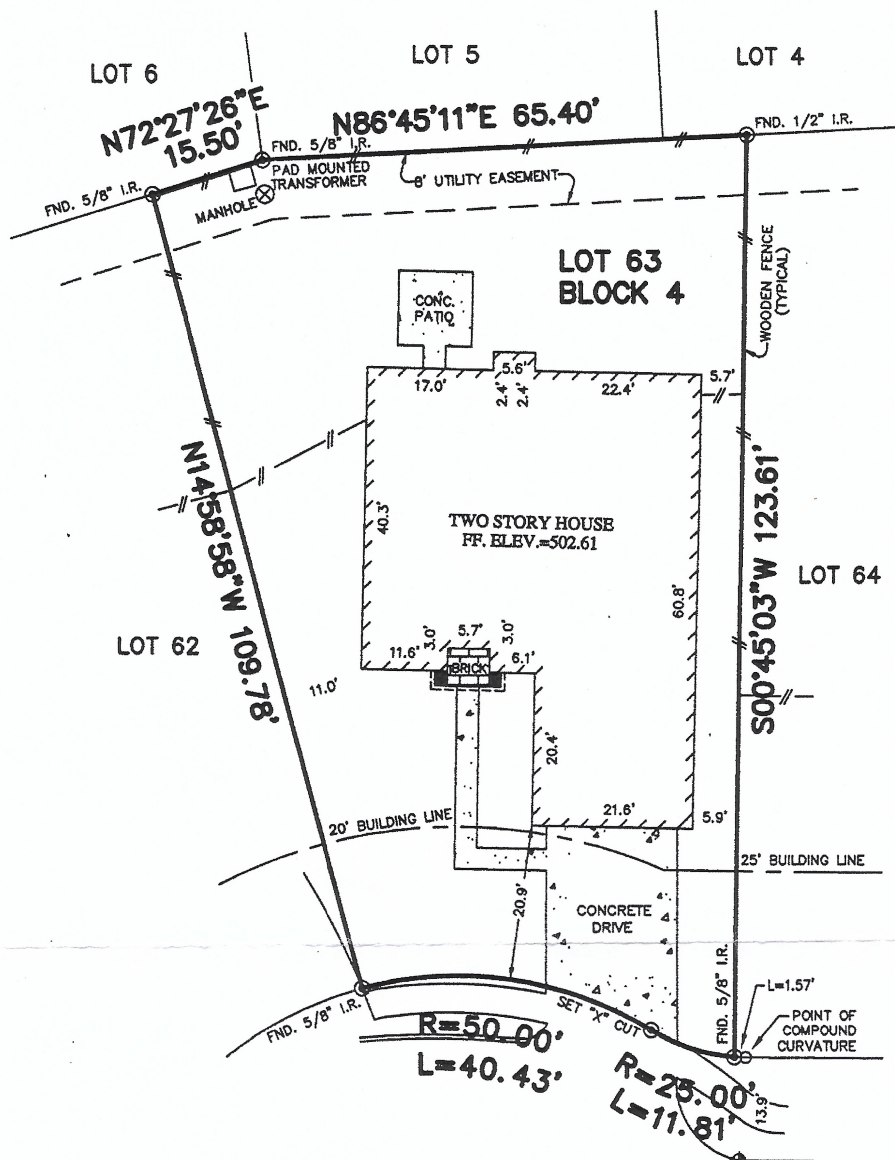 LOT 6
LOT 5
LOT 4
N72°27'26"E
15.50'
N86°45'11"E 65.40'
FND. 1/2" I.R.
FND. 5/8" I.R.
FND. 5/8" I.R.
PAD MOUNTED
TRANSFORMER
MANHOLE
8' UTILITY EASEMENT
LOT 63
BLOCK 4
WOODEN FENCE
(TYPICAL)
CONC.
PATIO
17.0'
5.6'
2.4'
2.4'
22.4'
5.7'
N14°58'58"W 109.78'
40.3'
TWO STORY HOUSE
FF. ELEV.=502.61
60.8'
S00°45'03"W 123.61'
LOT 64
LOT 62
11.0'
11.6'
3.0'
5.7'
3.0'
6.1'
BRICK
20.4'
21.6'
5.9'
20' BUILDING LINE
25' BUILDING LINE
20.9'
CONCRETE
DRIVE
FND. 5/8" I.R.
FND. 5/8" I.R.
SET "X" CUT
L=1.57'
POINT OF
COMPOUND
CURVATURE
R=50.00'
L=40.43'
R=25.00'
L=11.81'
13.9'